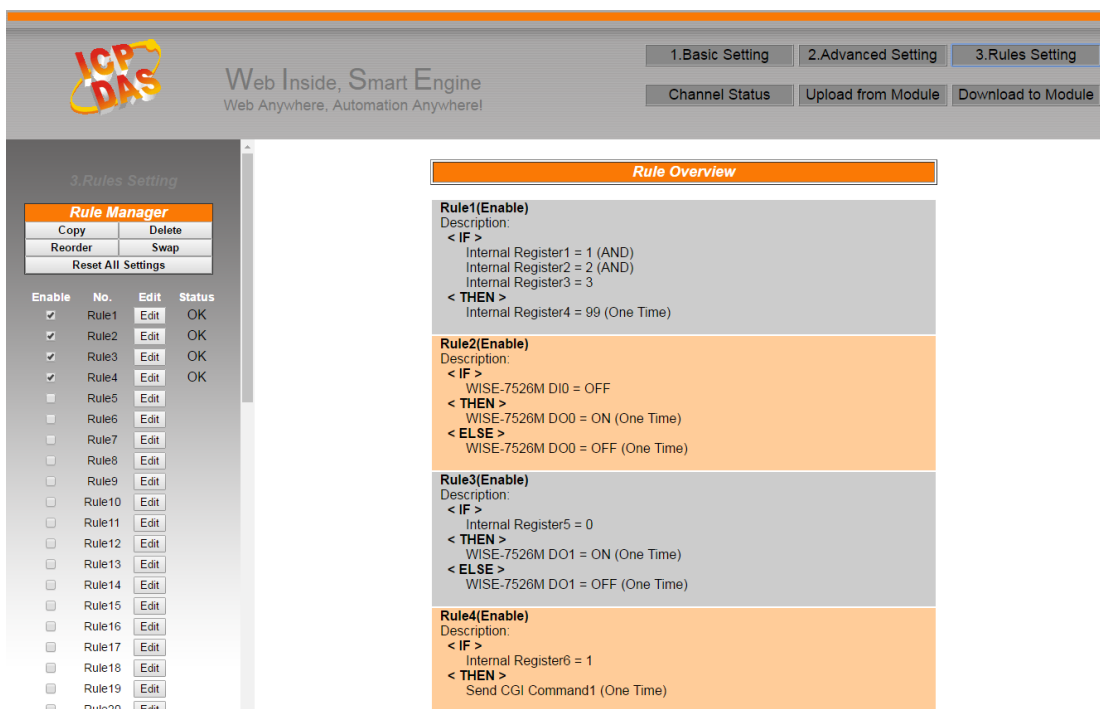 ICP
DAS
Web Inside, Smart Engine
Web Anywhere, Automation Anywhere!
1.Basic Setting 2.Advanced Setting 3.Rules Setting
Channel Status Upload from Module Download to Module
3.Rules Setting
Rule Manager
Copy Delete
Reorder Swap
Reset All Settings
Enable No. Edit Status
Rule1 Edit OK
Rule2 Edit OK
Rule3 Edit OK
Rule4 Edit OK
Rule5 Edit
Rule6 Edit
Rule7 Edit
Rule8 Edit
Rule9 Edit
Rule10 Edit
Rule11 Edit
Rule12 Edit
Rule13 Edit
Rule14 Edit
Rule15 Edit
Rule16 Edit
Rule17 Edit
Rule18 Edit
Rule19 Edit
Rule20 Edit
Rule Overview
Rule1(Enable)
Description:
< IF >
Internal Register1 = 1 (AND)
Internal Register2 = 2 (AND)
Internal Register3 = 3
< THEN >
Internal Register4 = 99 (One Time)
Rule2(Enable)
Description:
< IF >
WISE-7526M DI0 = OFF
< THEN >
WISE-7526M DO0 = ON (One Time)
< ELSE >
WISE-7526M DO0 = OFF (One Time)
Rule3(Enable)
Description:
< IF >
Internal Register5 = 0
< THEN >
WISE-7526M DO1 = ON (One Time)
< ELSE >
WISE-7526M DO1 = OFF (One Time)
Rule4(Enable)
Description:
< IF >
Internal Register6 = 1
< THEN >
Send CGI Command1 (One Time)